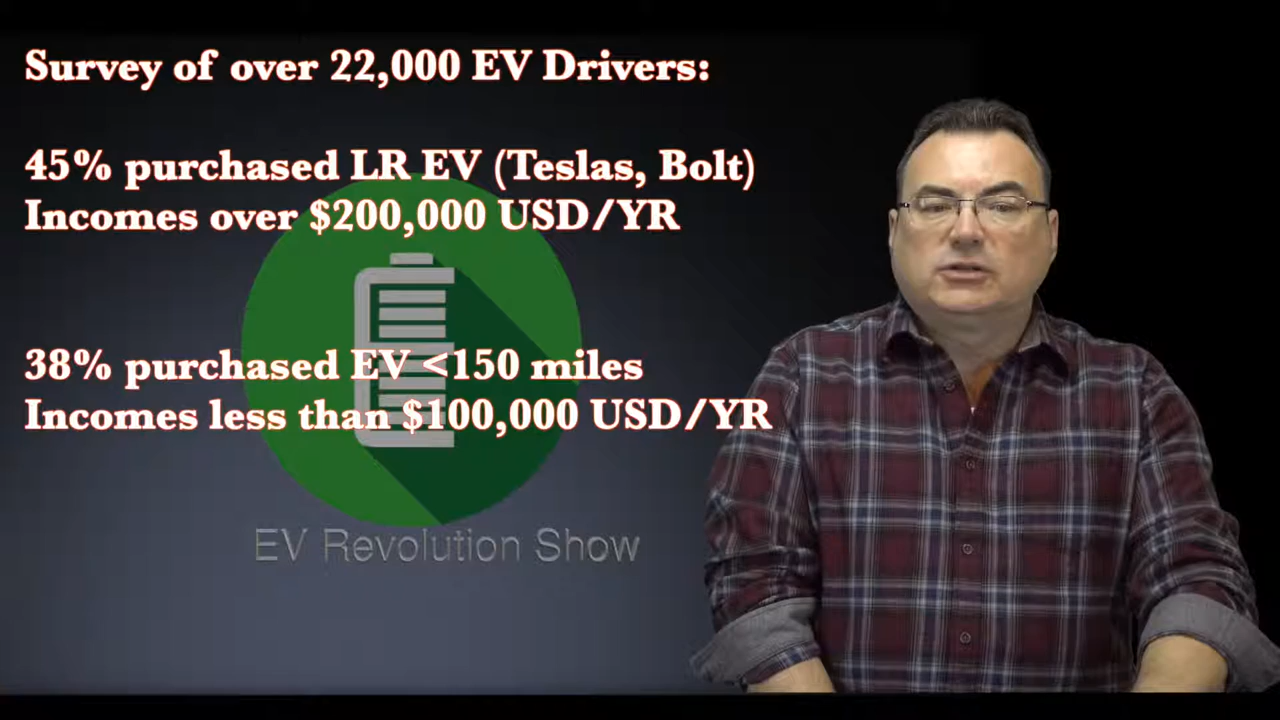 Survey of over 22,000 EV Drivers:
45% purchased LR EV (Teslas, Bolt)
Incomes over $200,000 USD/YR
38% purchased EV <150 miles
Incomes less than $100,000 USD/YR
EV Revolution Show